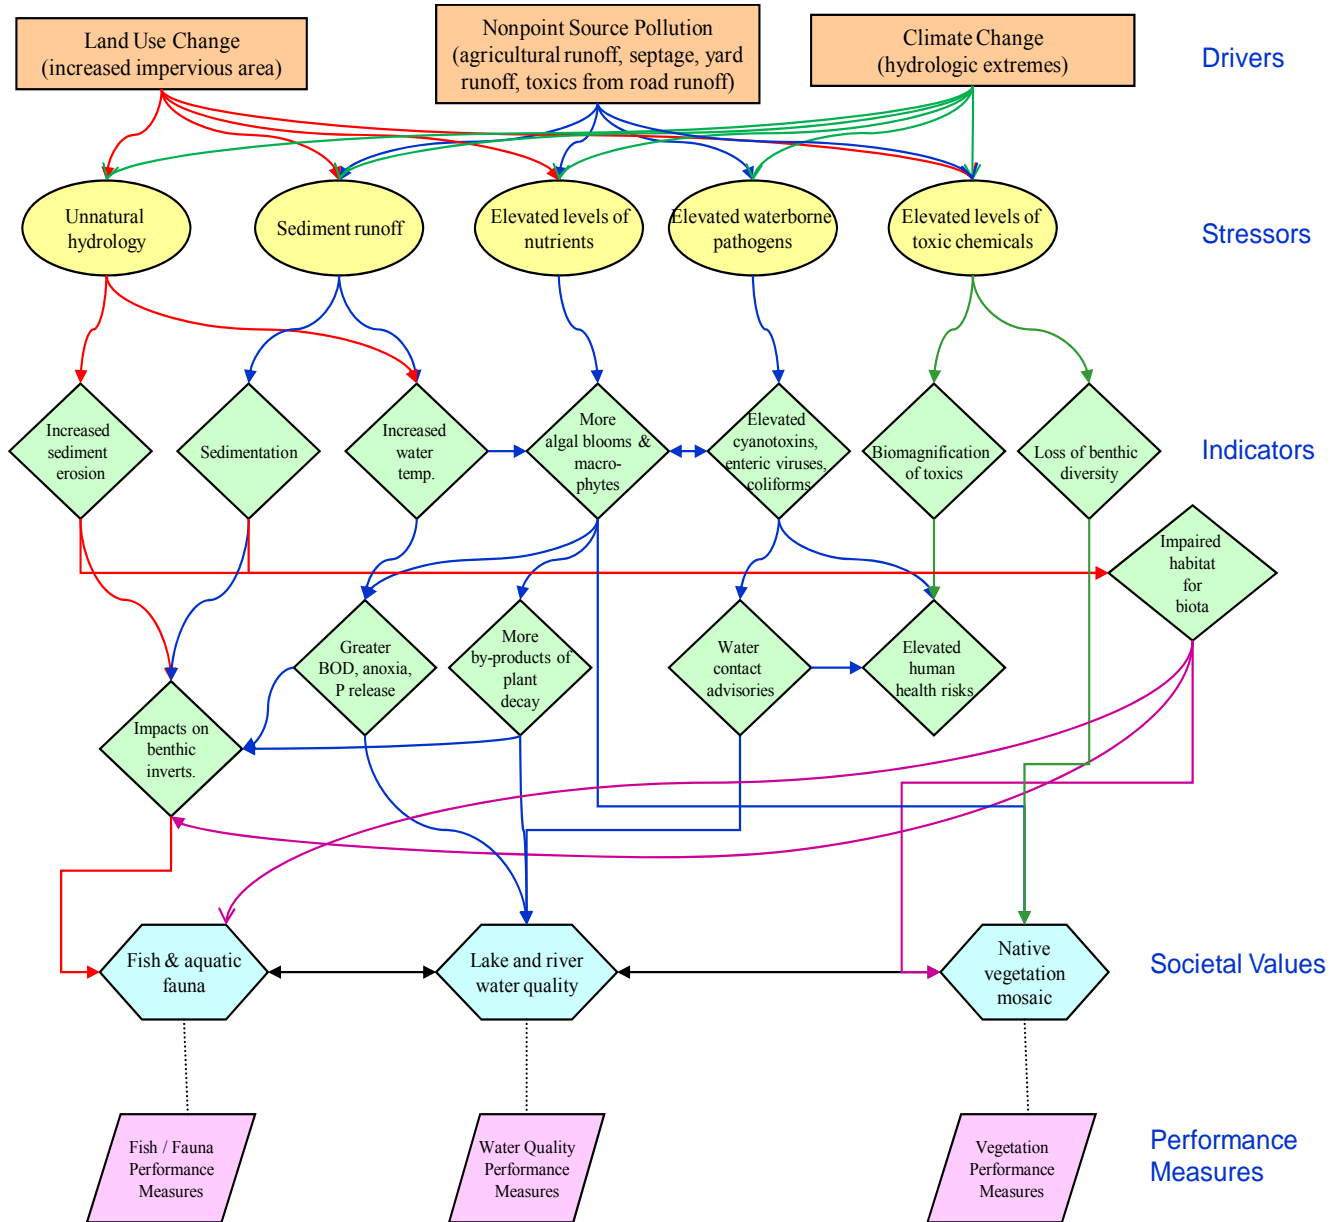 Land Use Change
(increased impervious area)
Nonpoint Source Pollution
(agricultural runoff, septage, yard
runoff, toxics from road runoff)
Climate Change
(hydrologic extremes)
Drivers
Unnatural
hydrology
Sediment runoff
Elevated levels of
nutrients
Elevated waterborne
pathogens
Elevated levels of
toxic chemicals
Stressors
Increased
sediment
erosion
Sedimentation
Increased
water
temp.
More
algal blooms &
macro-
phytes
Elevated
cyanotoxins,
enteric viruses,
coliforms
Biomagnification
of toxics
Loss of benthic
diversity
Indicators
Impaired
habitat
for
biota
Greater
BOD, anoxia,
P release
More
by-products of
plant
decay
Water
contact
advisories
Elevated
human
health risks
Impacts on
benthic
inverts.
Fish & aquatic
fauna
Lake and river
water quality
Native
vegetation
mosaic
Societal Values
Fish / Fauna
Performance
Measures
Water Quality
Performance
Measures
Vegetation
Performance
Measures
Performance
Measures